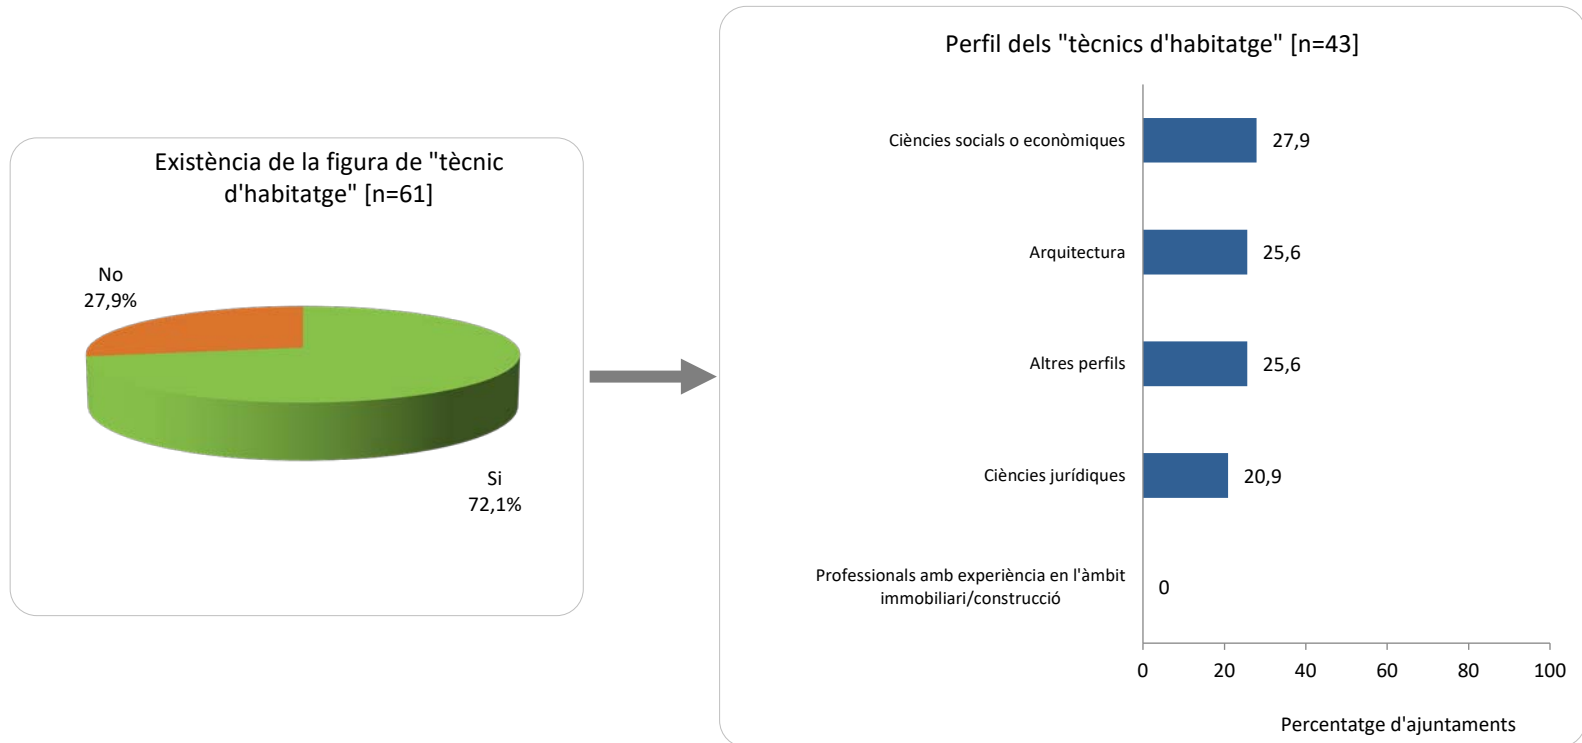 Existència de la figura de "tècnic
d'habitatge" [n=61]
No
27,9%
Si
72,1%
Perfil dels "tècnics d'habitatge" [n=43]
Ciències socials o econòmiques
27,9
Arquitectura
25,6
Altres perfils
25,6
Ciències jurídiques
20,9
Professionals amb experiència en l'àmbit
immobiliari/construcció
0
0 20 40 60 80 100
Percentatge d'ajuntaments